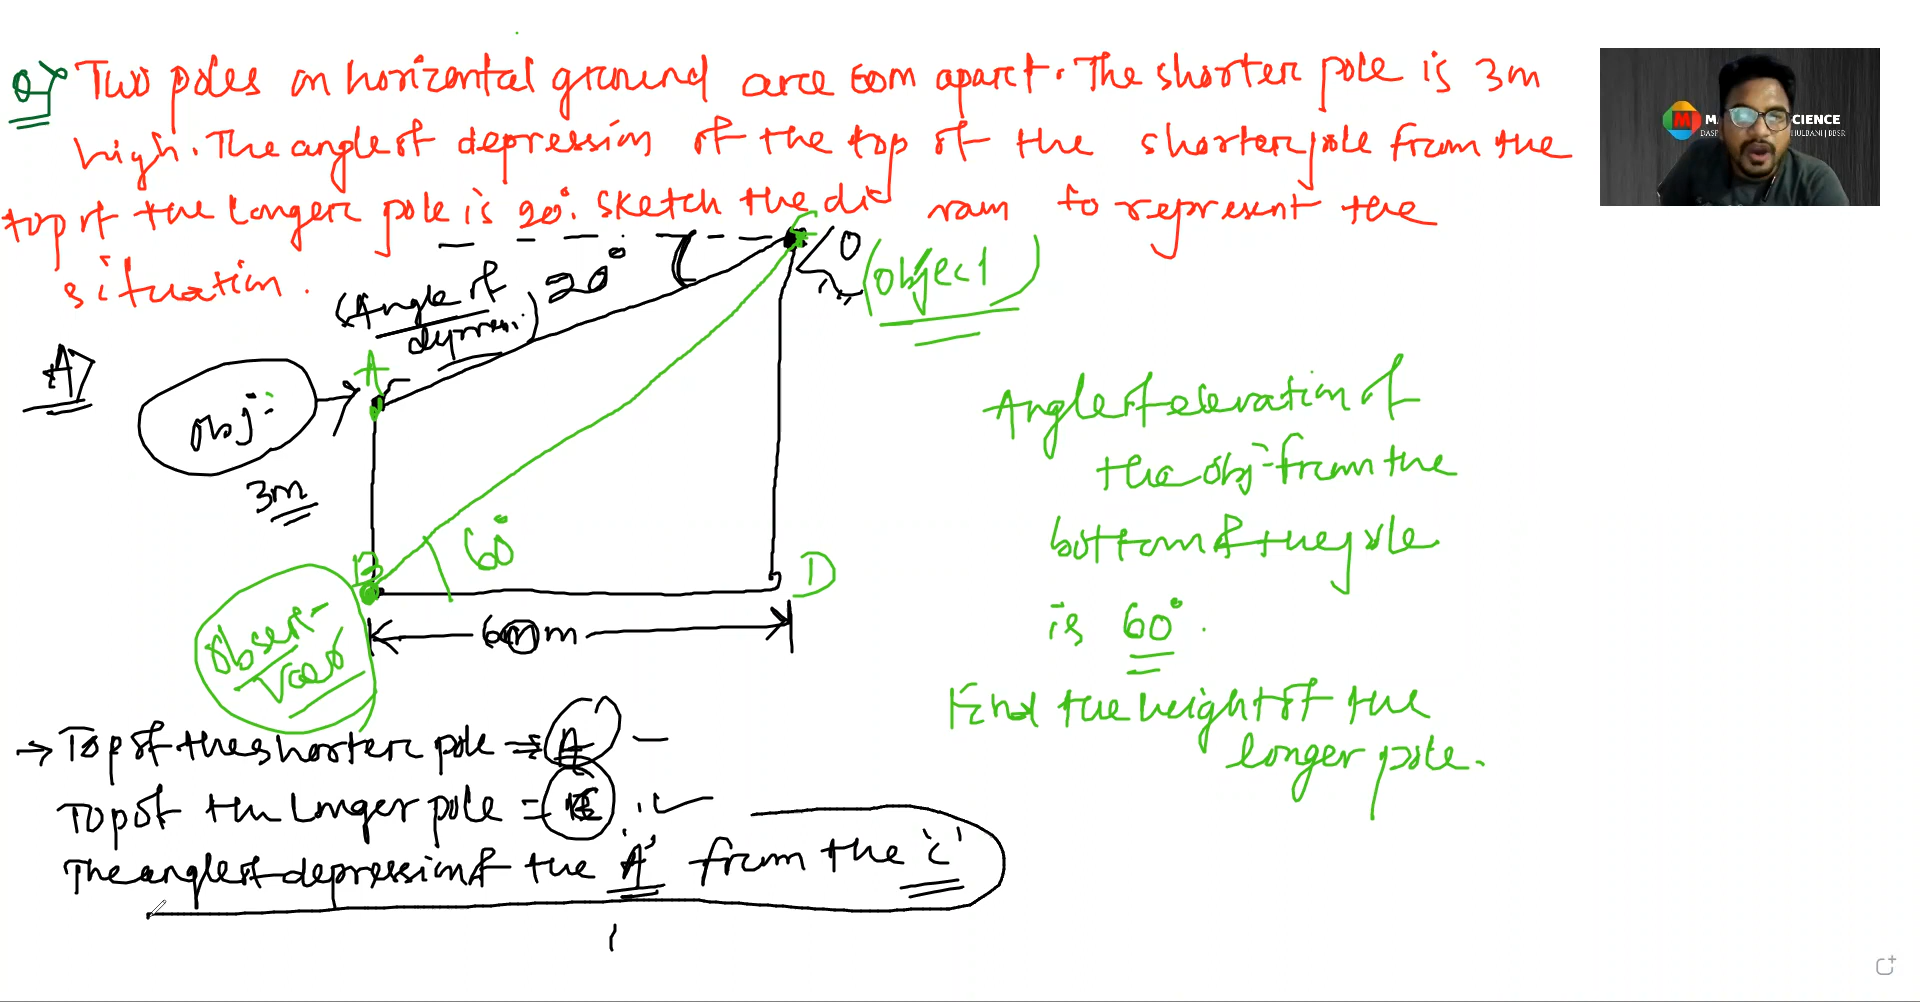 Q
Two poles on horizontal ground are 60m apart. The shorter pole is 3m
high. The angle of depression of the top of the shorter pole from the
top of the longer pole is 20°. Sketch the di ram to represent the
situation.
M SCIENCE
(Angle of 20°
A
C
(object)
A
obj:
3m
Angle of elevation of
the obj- from the
bottom of the pole
is 60°.
Find the height of the
longer pole.
B
60°
D
m
→ Top of the shorter pole ⇒ A –
Top of the longer pole =
The angle of depression of the 'A' from the 'C'